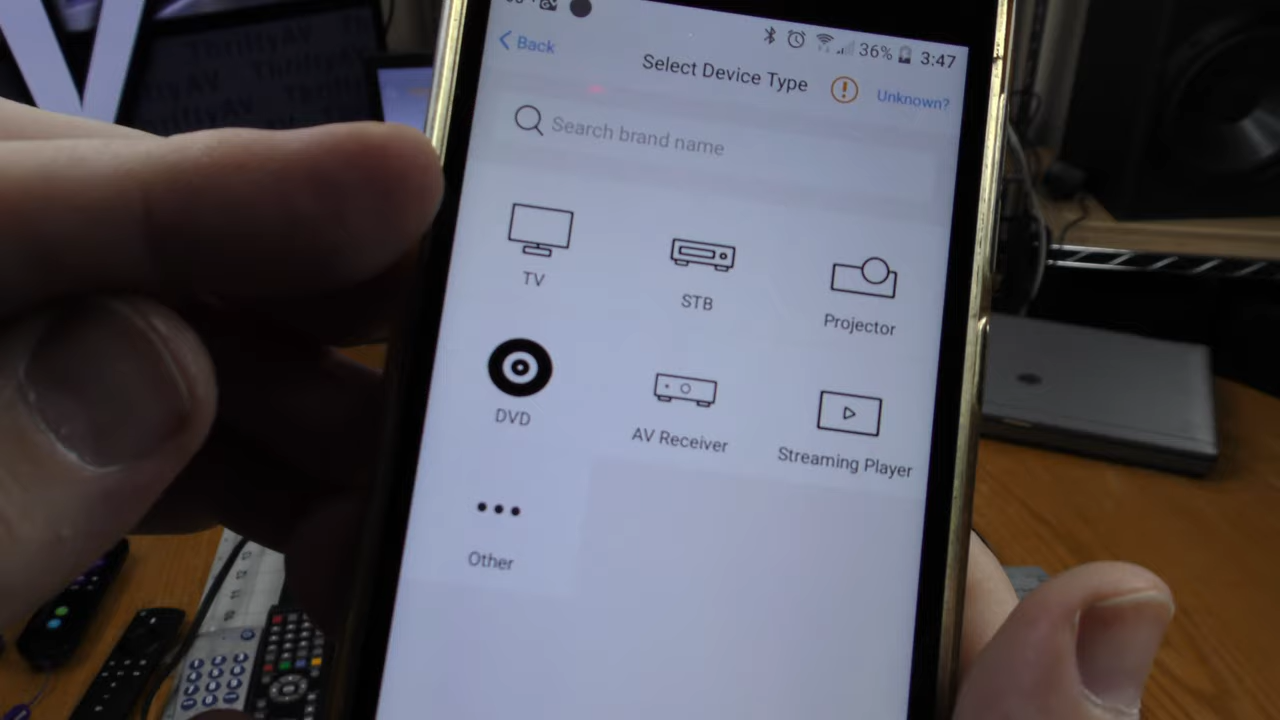 ThriftyAV
36% 3:47
Back
Select Device Type
Unknown?
Search brand name
TV
STB
Projector
DVD
AV Receiver
Streaming Player
Other